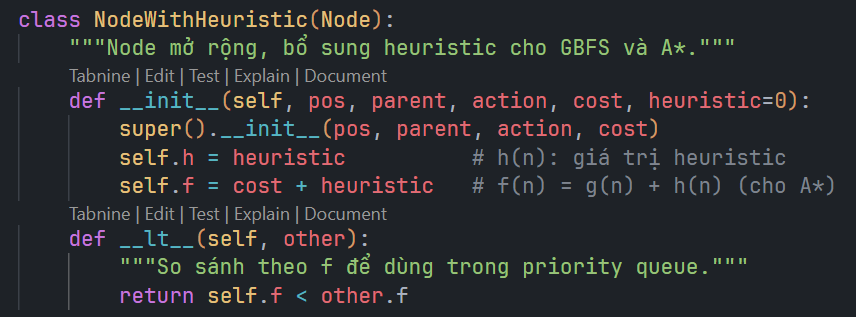 class NodeWithHeuristic(Node):
    """Node mở rộng, bổ sung heuristic cho GBFS và A*."""
    Tabnine | Edit | Test | Explain | Document
    def __init__(self, pos, parent, action, cost, heuristic=0):
        super().__init__(pos, parent, action, cost)
        self.h = heuristic         # h(n): giá trị heuristic
        self.f = cost + heuristic  # f(n) = g(n) + h(n) (cho A*)
    Tabnine | Edit | Test | Explain | Document
    def __lt__(self, other):
        """So sánh theo f để dùng trong priority queue."""
        return self.f < other.f